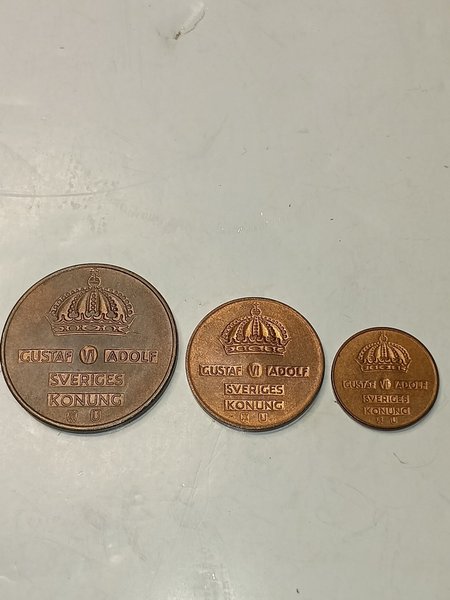 GUSTAF VI ADOLF
SVERIGES
KONUNG
U
GUSTAF VI ADOLF
SVERIGES
KONUNG
U
GUSTAF VI ADOLF
SVERIGES
KONUNG
U